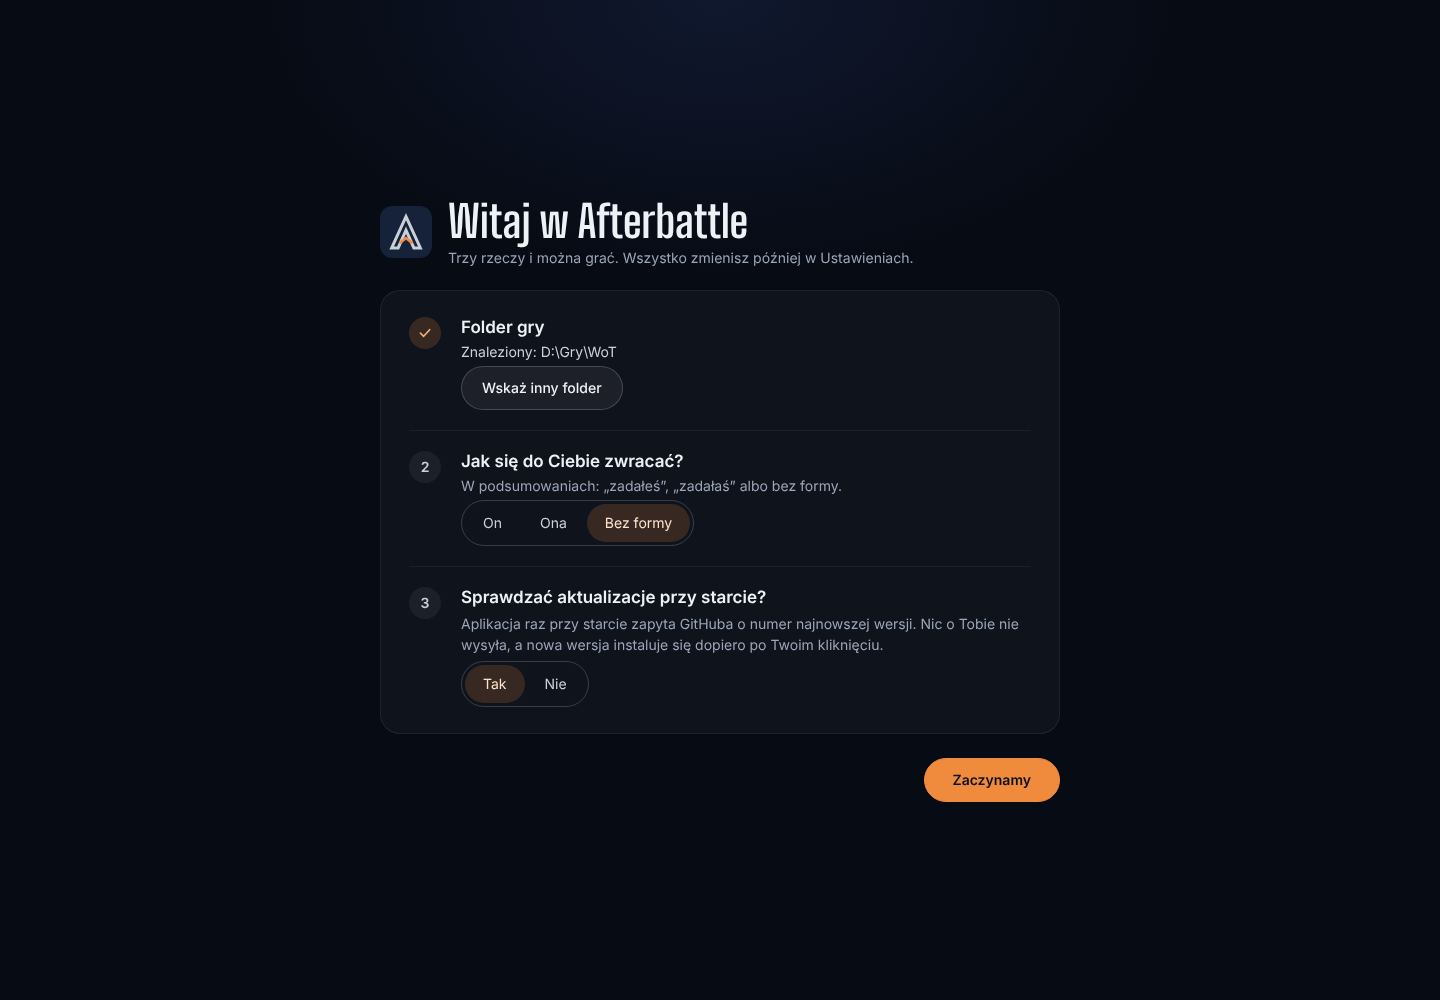 Witaj w Afterbattle
Trzy rzeczy i można grać. Wszystko zmienisz później w Ustawieniach.
Folder gry
Znaleziony: D:\Gry\WoT
Wskaż inny folder
2
Jak się do Ciebie zwracać?
W podsumowaniach: „zadałeś”, „zadałaś” albo bez formy.
On Ona Bez formy
3
Sprawdzać aktualizacje przy starcie?
Aplikacja raz przy starcie zapyta GitHuba o numer najnowszej wersji. Nic o Tobie nie
wysyła, a nowa wersja instaluje się dopiero po Twoim kliknięciu.
Tak Nie
Zaczynamy